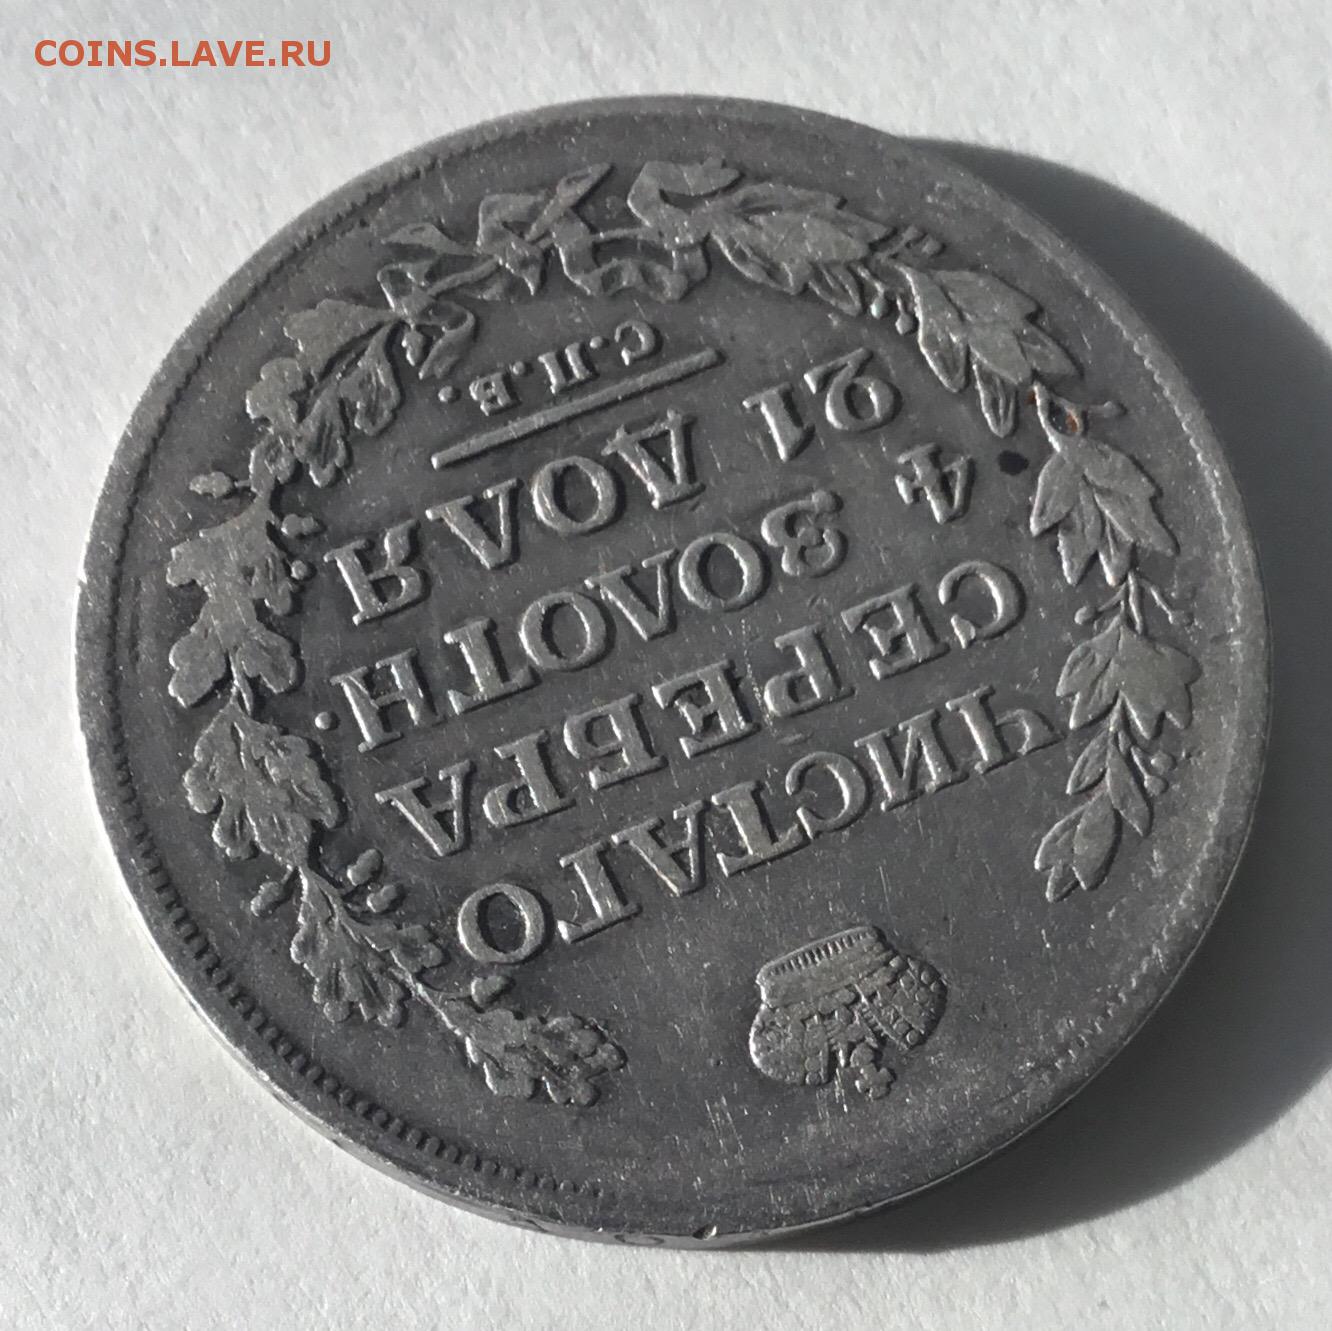 COINS.LAVE.RU
ЧИСТАГО
СЕРЕБРА
4 ЗОЛОТН.
21 ДОЛЯ
С.П.Б.